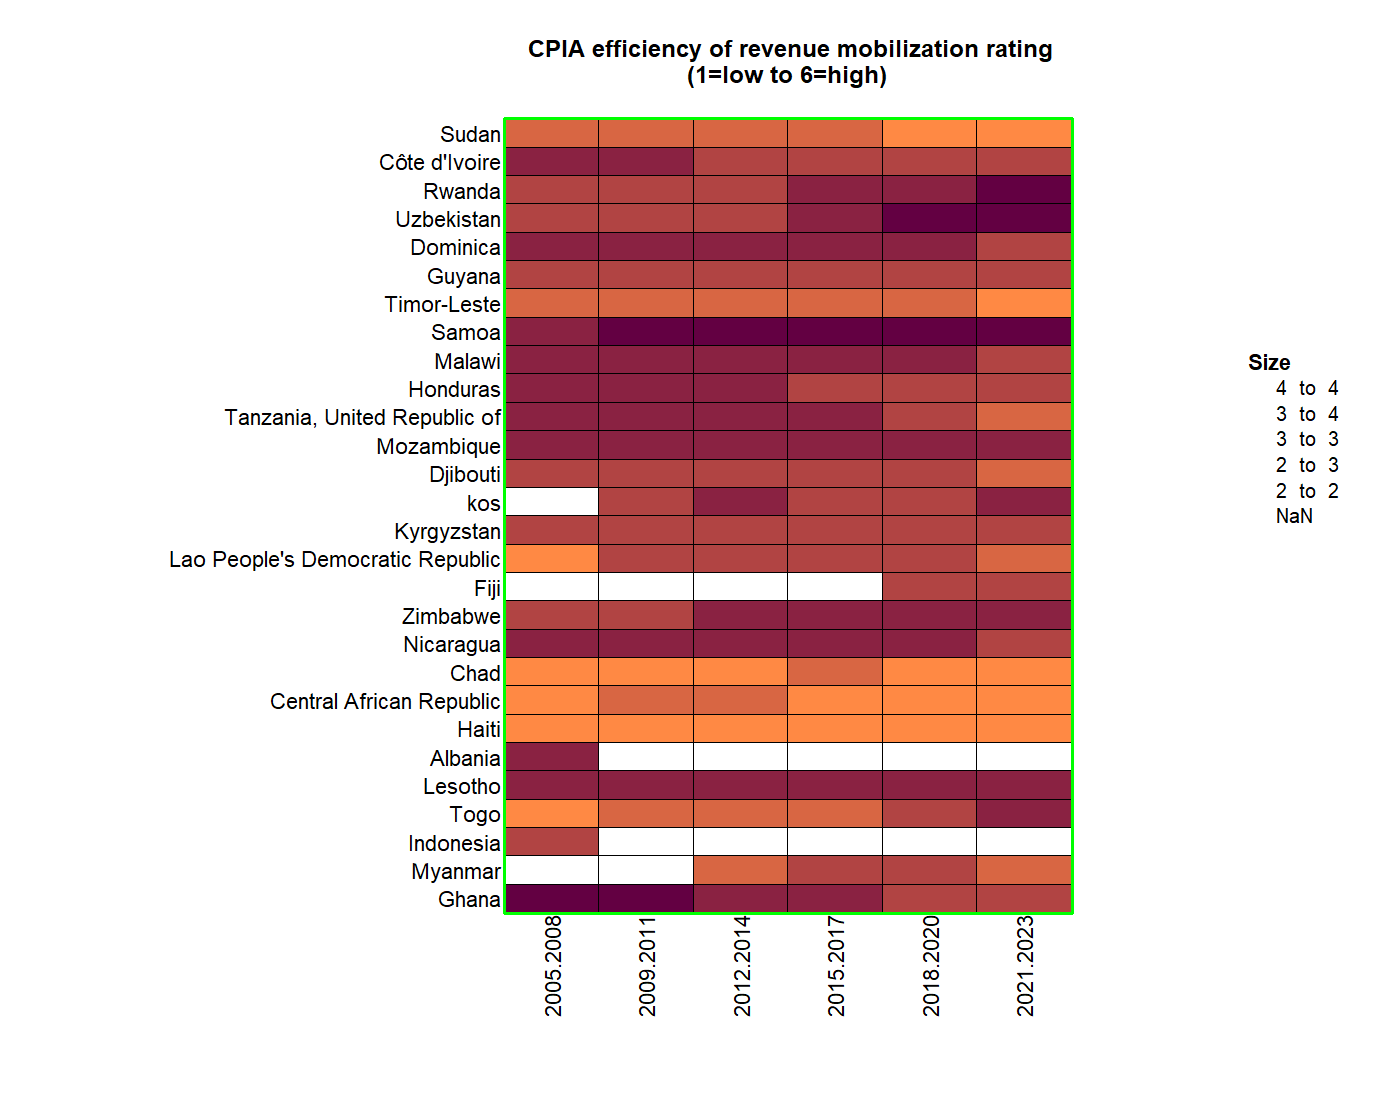 CPIA efficiency of revenue mobilization rating
(1=low to 6=high)
Sudan
Côte d'Ivoire
Rwanda
Uzbekistan
Dominica
Guyana
Timor-Leste
Samoa
Malawi
Honduras
Tanzania, United Republic of
Mozambique
Djibouti
kos
Kyrgyzstan
Lao People's Democratic Republic
Fiji
Zimbabwe
Nicaragua
Chad
Central African Republic
Haiti
Albania
Lesotho
Togo
Indonesia
Myanmar
Ghana
2005.2008
2009.2011
2012.2014
2015.2017
2018.2020
2021.2023
Size
4 to 4
3 to 4
3 to 3
2 to 3
2 to 2
NaN